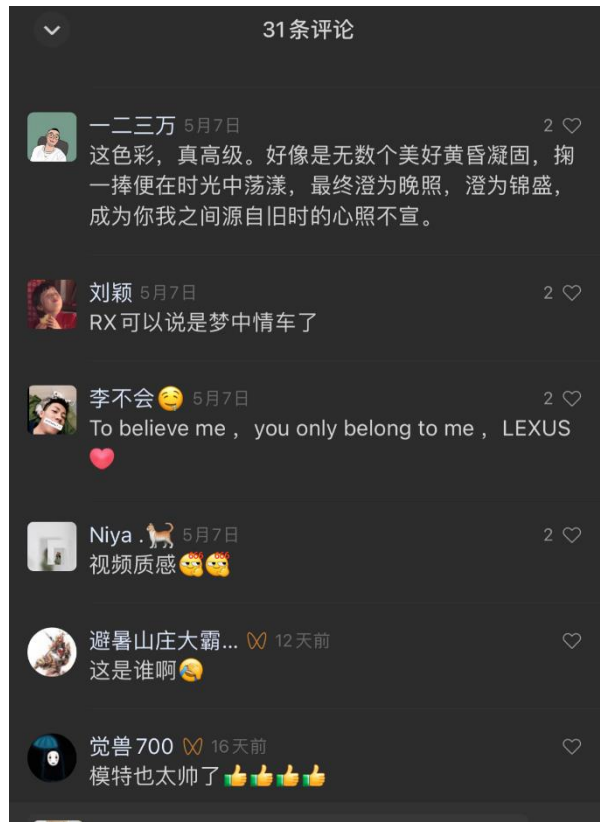 31条评论
一二三万 5月7日 2
这色彩，真高级。好像是无数个美好黄昏凝固，掬
一捧便在时光中荡漾，最终澄为晚照，澄为锦盛，
成为你我之间源自旧时的心照不宣。
刘颖 5月7日 2
RX可以说是梦中情车了
李不会🤤 5月7日 2
To believe me ，you only belong to me ，LEXUS
❤
Niya .🐈 5月7日 2
视频质感
避暑山庄大霸... 12天前
这是谁啊
觉兽700 16天前
模特也太帅了👍👍👍👍